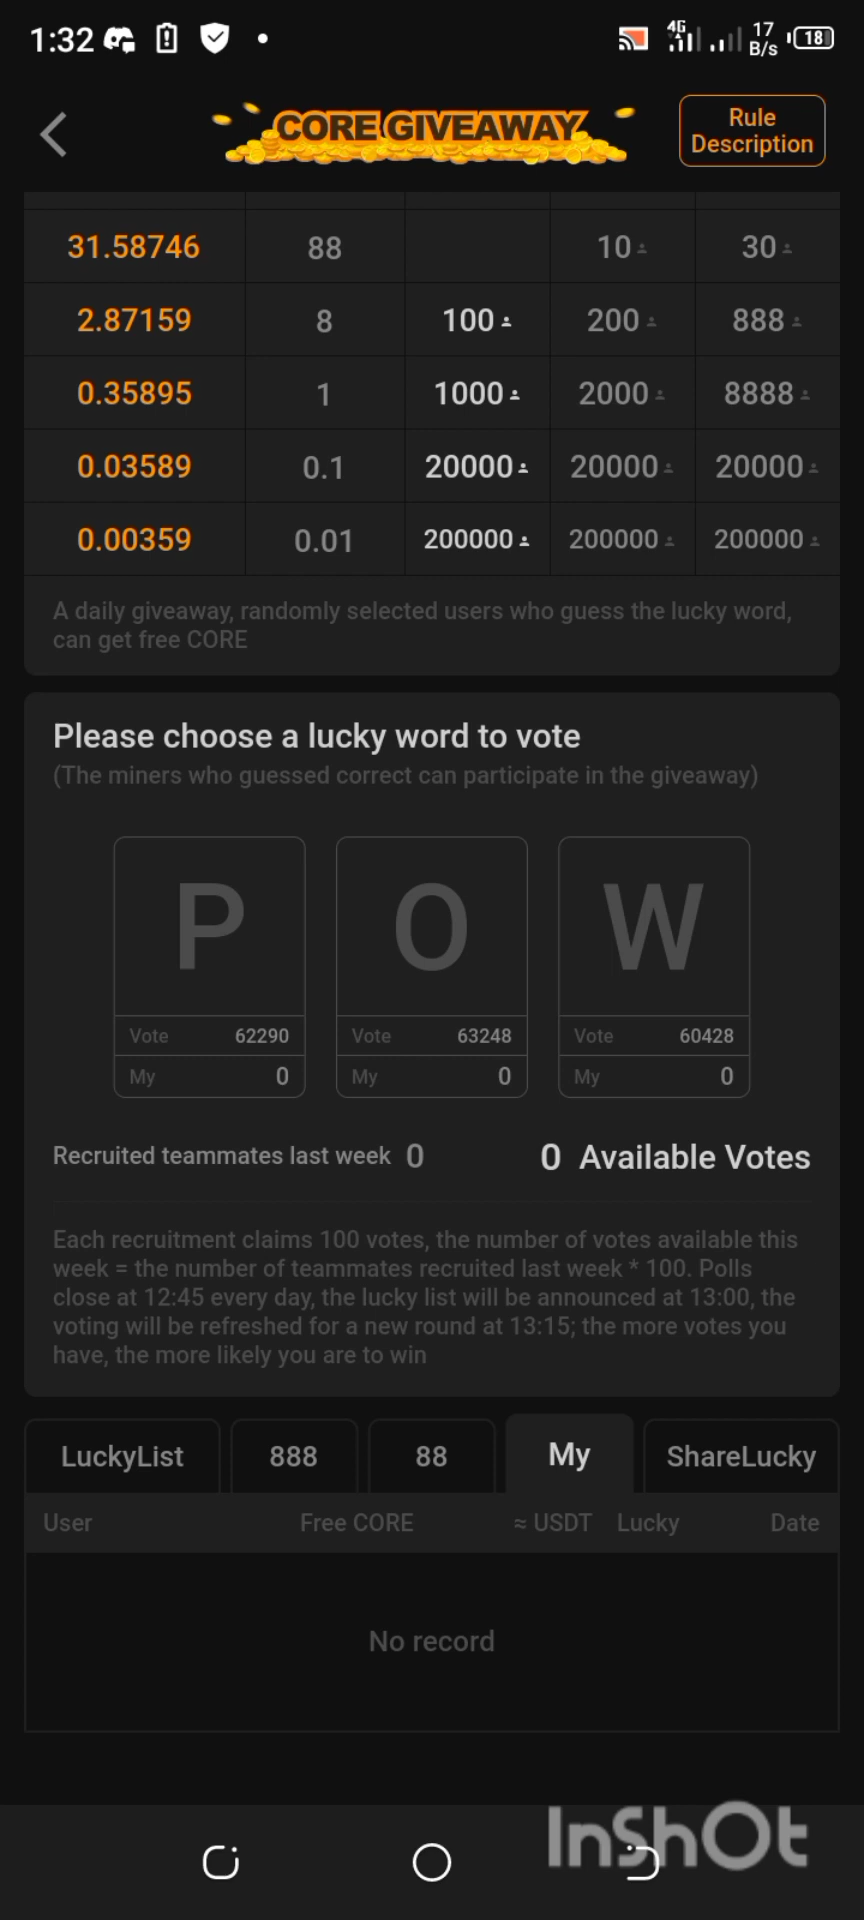 1:32
4G
17
B/s
18
CORE GIVEAWAY
Rule
Description
31.58746 88 10 30
2.87159 8 100 200 888
0.35895 1 1000 2000 8888
0.03589 0.1 20000 20000 20000
0.00359 0.01 200000 200000 200000
A daily giveaway, randomly selected users who guess the lucky word,
can get free CORE
Please choose a lucky word to vote
(The miners who guessed correct can participate in the giveaway)
P O W
Vote 62290 Vote 63248 Vote 60428
My 0 My 0 My 0
Recruited teammates last week 0 0 Available Votes
Each recruitment claims 100 votes, the number of votes available this
week = the number of teammates recruited last week * 100. Polls
close at 12:45 every day, the lucky list will be announced at 13:00, the
voting will be refreshed for a new round at 13:15; the more votes you
have, the more likely you are to win
LuckyList 888 88 My ShareLucky
User Free CORE ≈ USDT Lucky Date
No record
InShOt